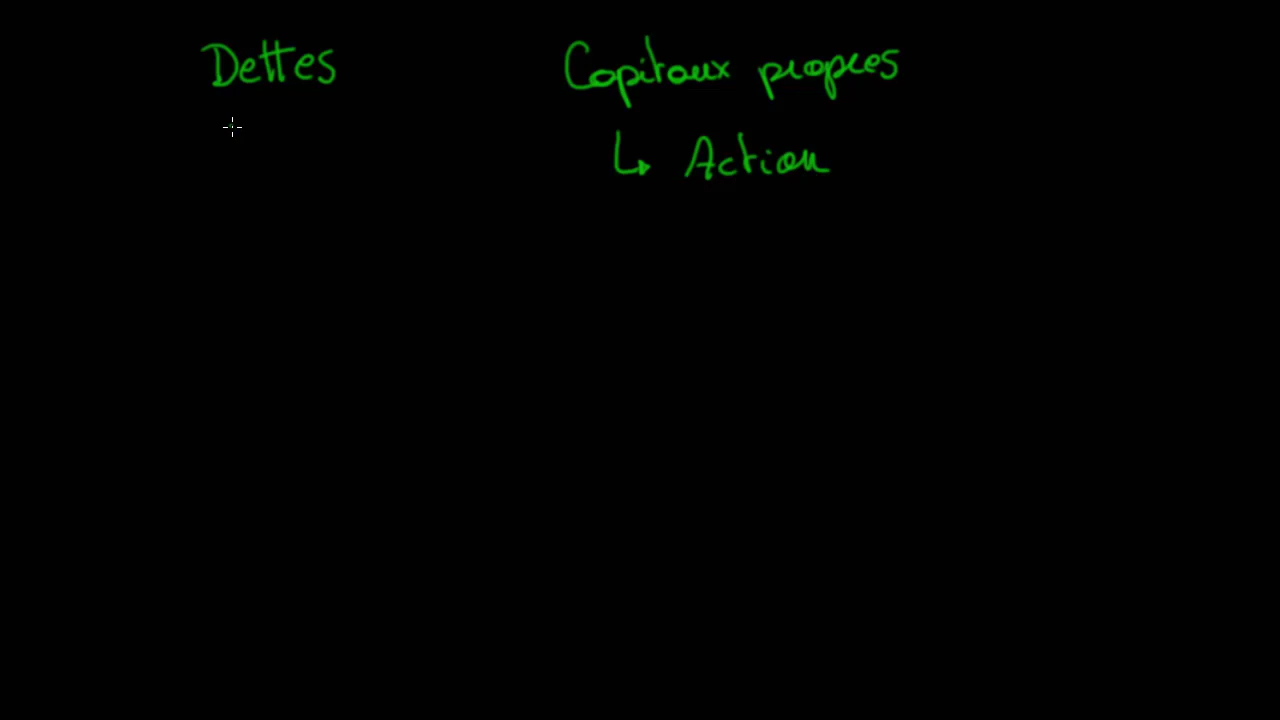 Dettes
Capitaux propres
↳ Action